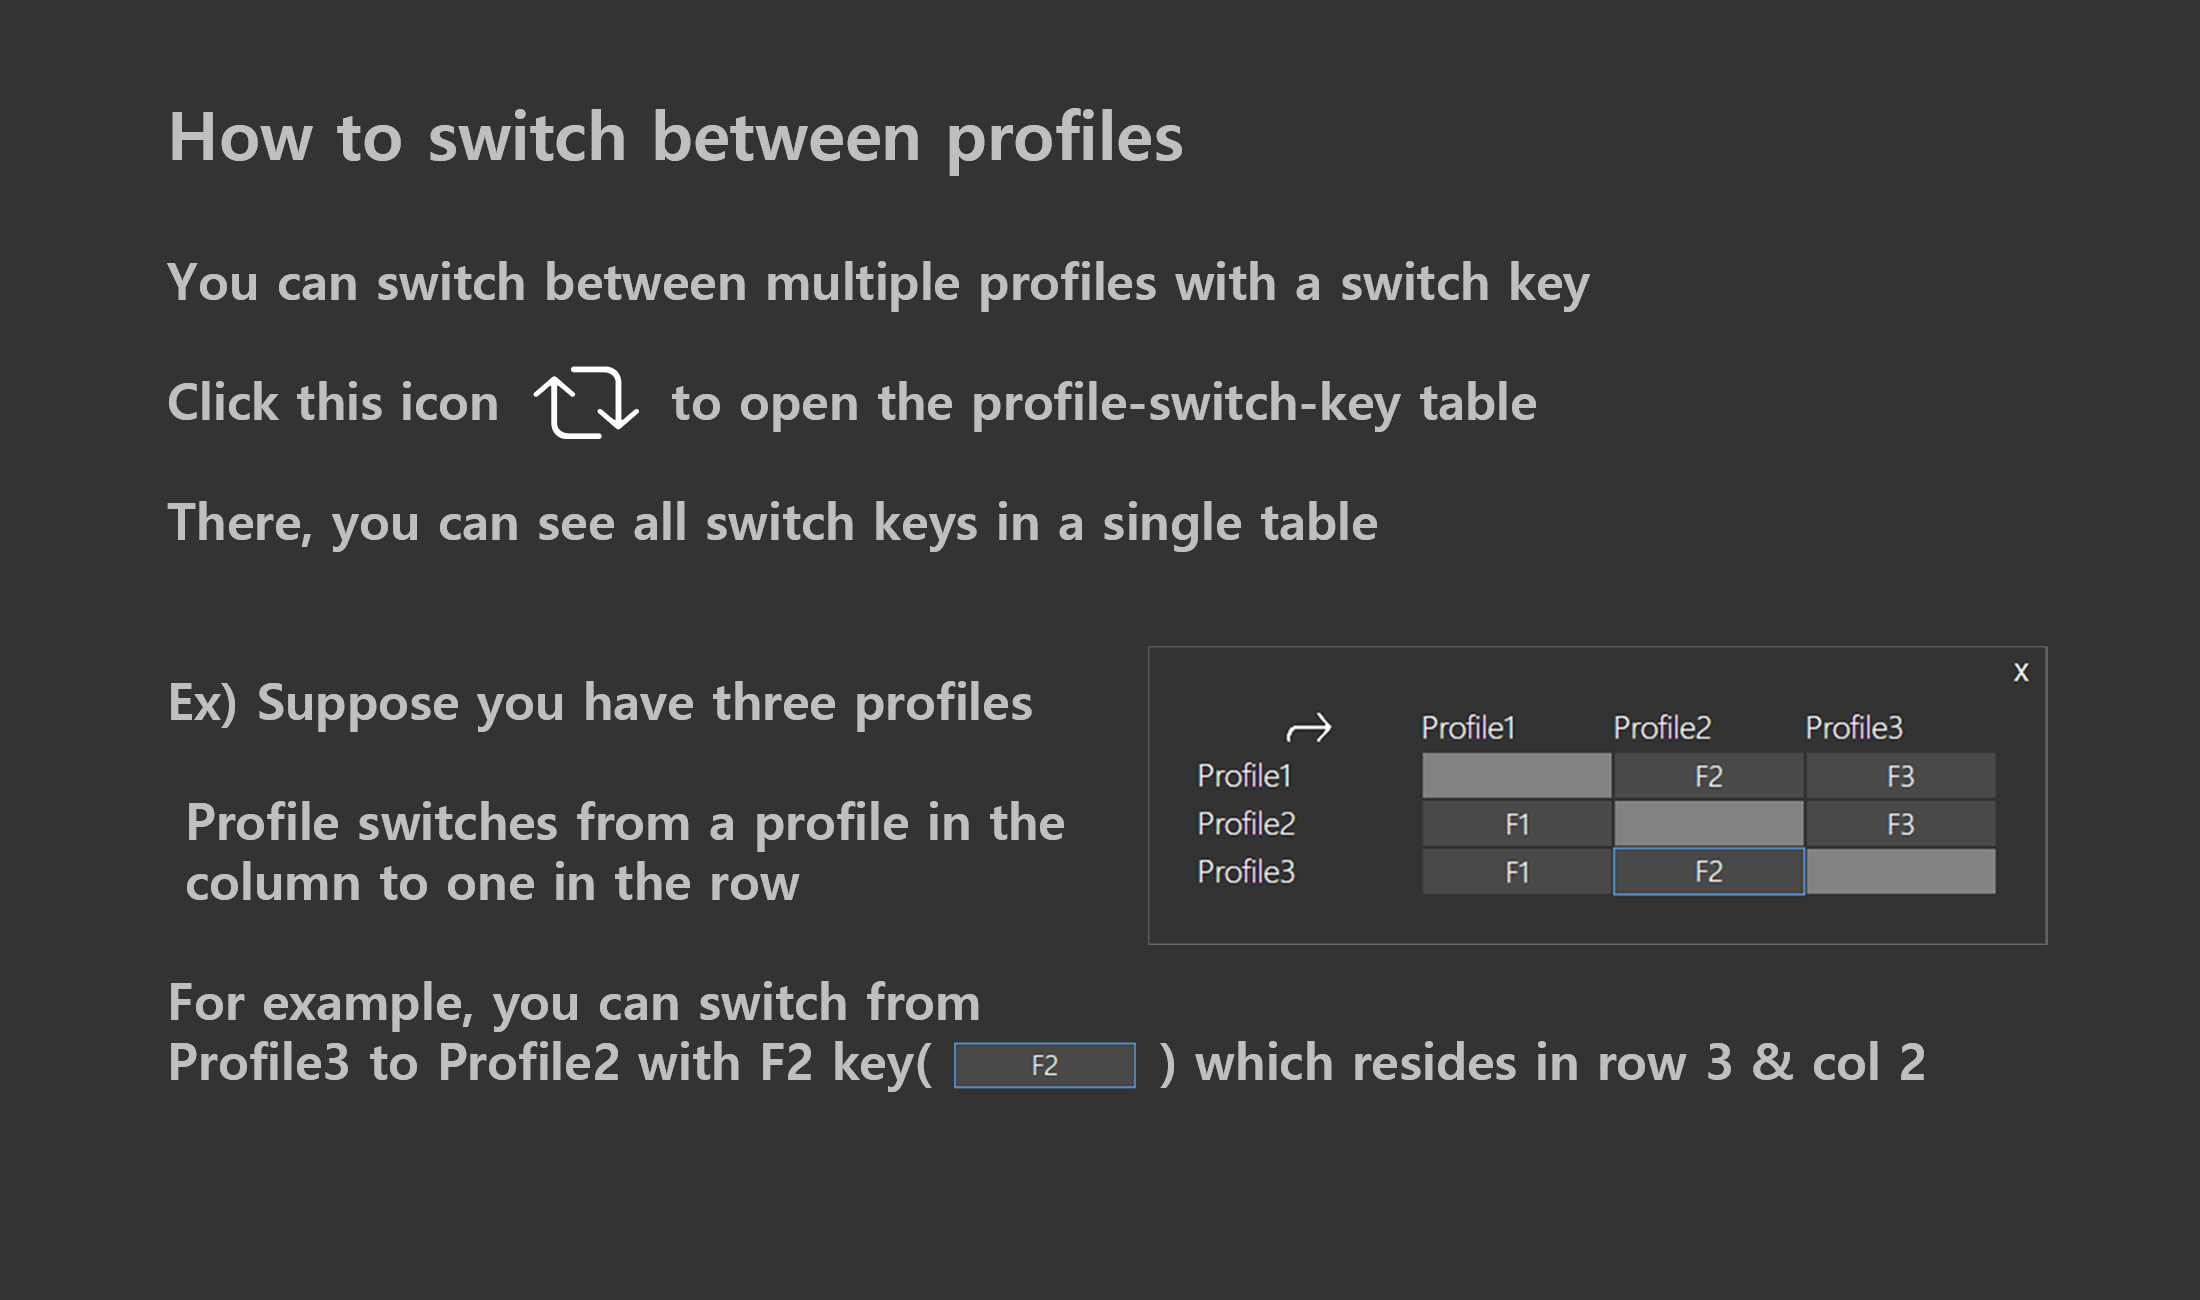 How to switch between profiles
You can switch between multiple profiles with a switch key
Click this icon to open the profile-switch-key table
There, you can see all switch keys in a single table
Ex) Suppose you have three profiles
Profile switches from a profile in the
column to one in the row
X
Profile1 Profile2 Profile3
Profile1 F2 F3
Profile2 F1 F3
Profile3 F1 F2
For example, you can switch from
Profile3 to Profile2 with F2 key( F2 ) which resides in row 3 & col 2